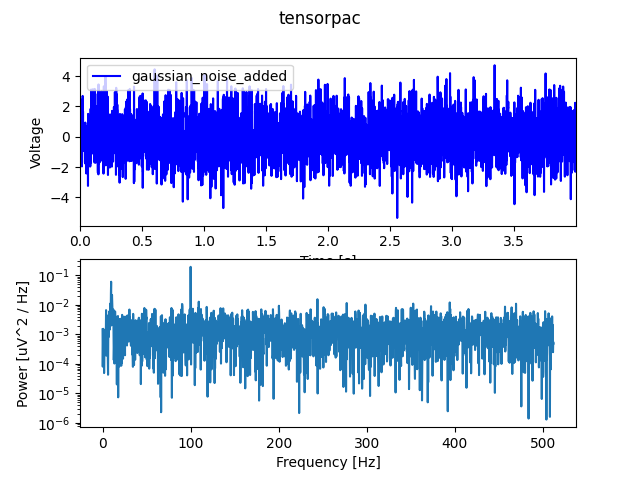 tensorpac
gaussian_noise_added
Voltage
4
2
0
−2
−4
0.0 0.5 1.0 1.5 2.0 2.5 3.0 3.5
Time [s]
Power [uV^2 / Hz]
10^−1
10^−2
10^−3
10^−4
10^−5
10^−6
0 100 200 300 400 500
Frequency [Hz]